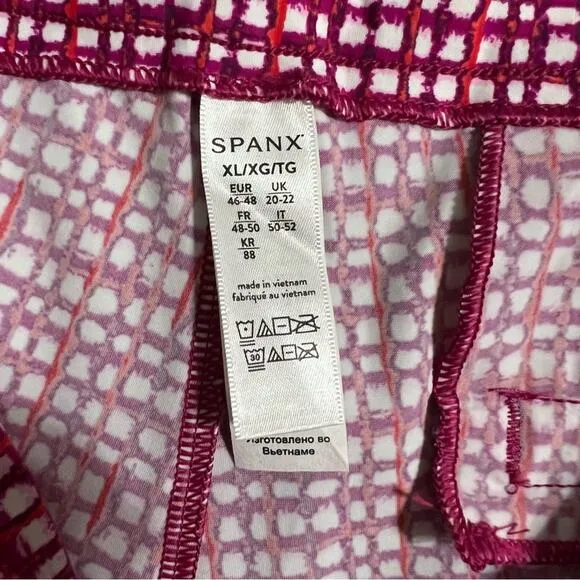 SPANX
XL/XG/TG
EUR UK
46-48 20-22
FR IT
48-50 50-52
KR
88
made in vietnam
fabriqué au vietnam
30
Изготовлено во
Вьетнаме